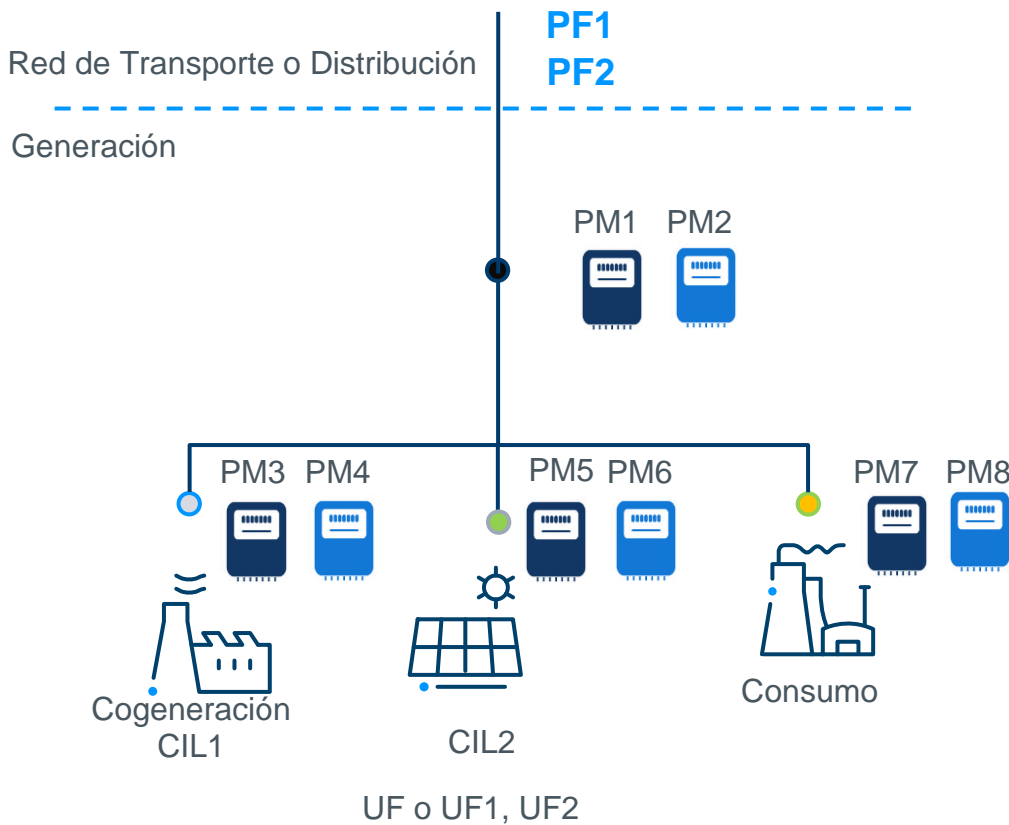 PF1
Red de Transporte o Distribución
PF2
Generación
PM1 PM2
PM3 PM4 PM5 PM6 PM7 PM8
Cogeneración
CIL1
CIL2
Consumo
UF o UF1, UF2